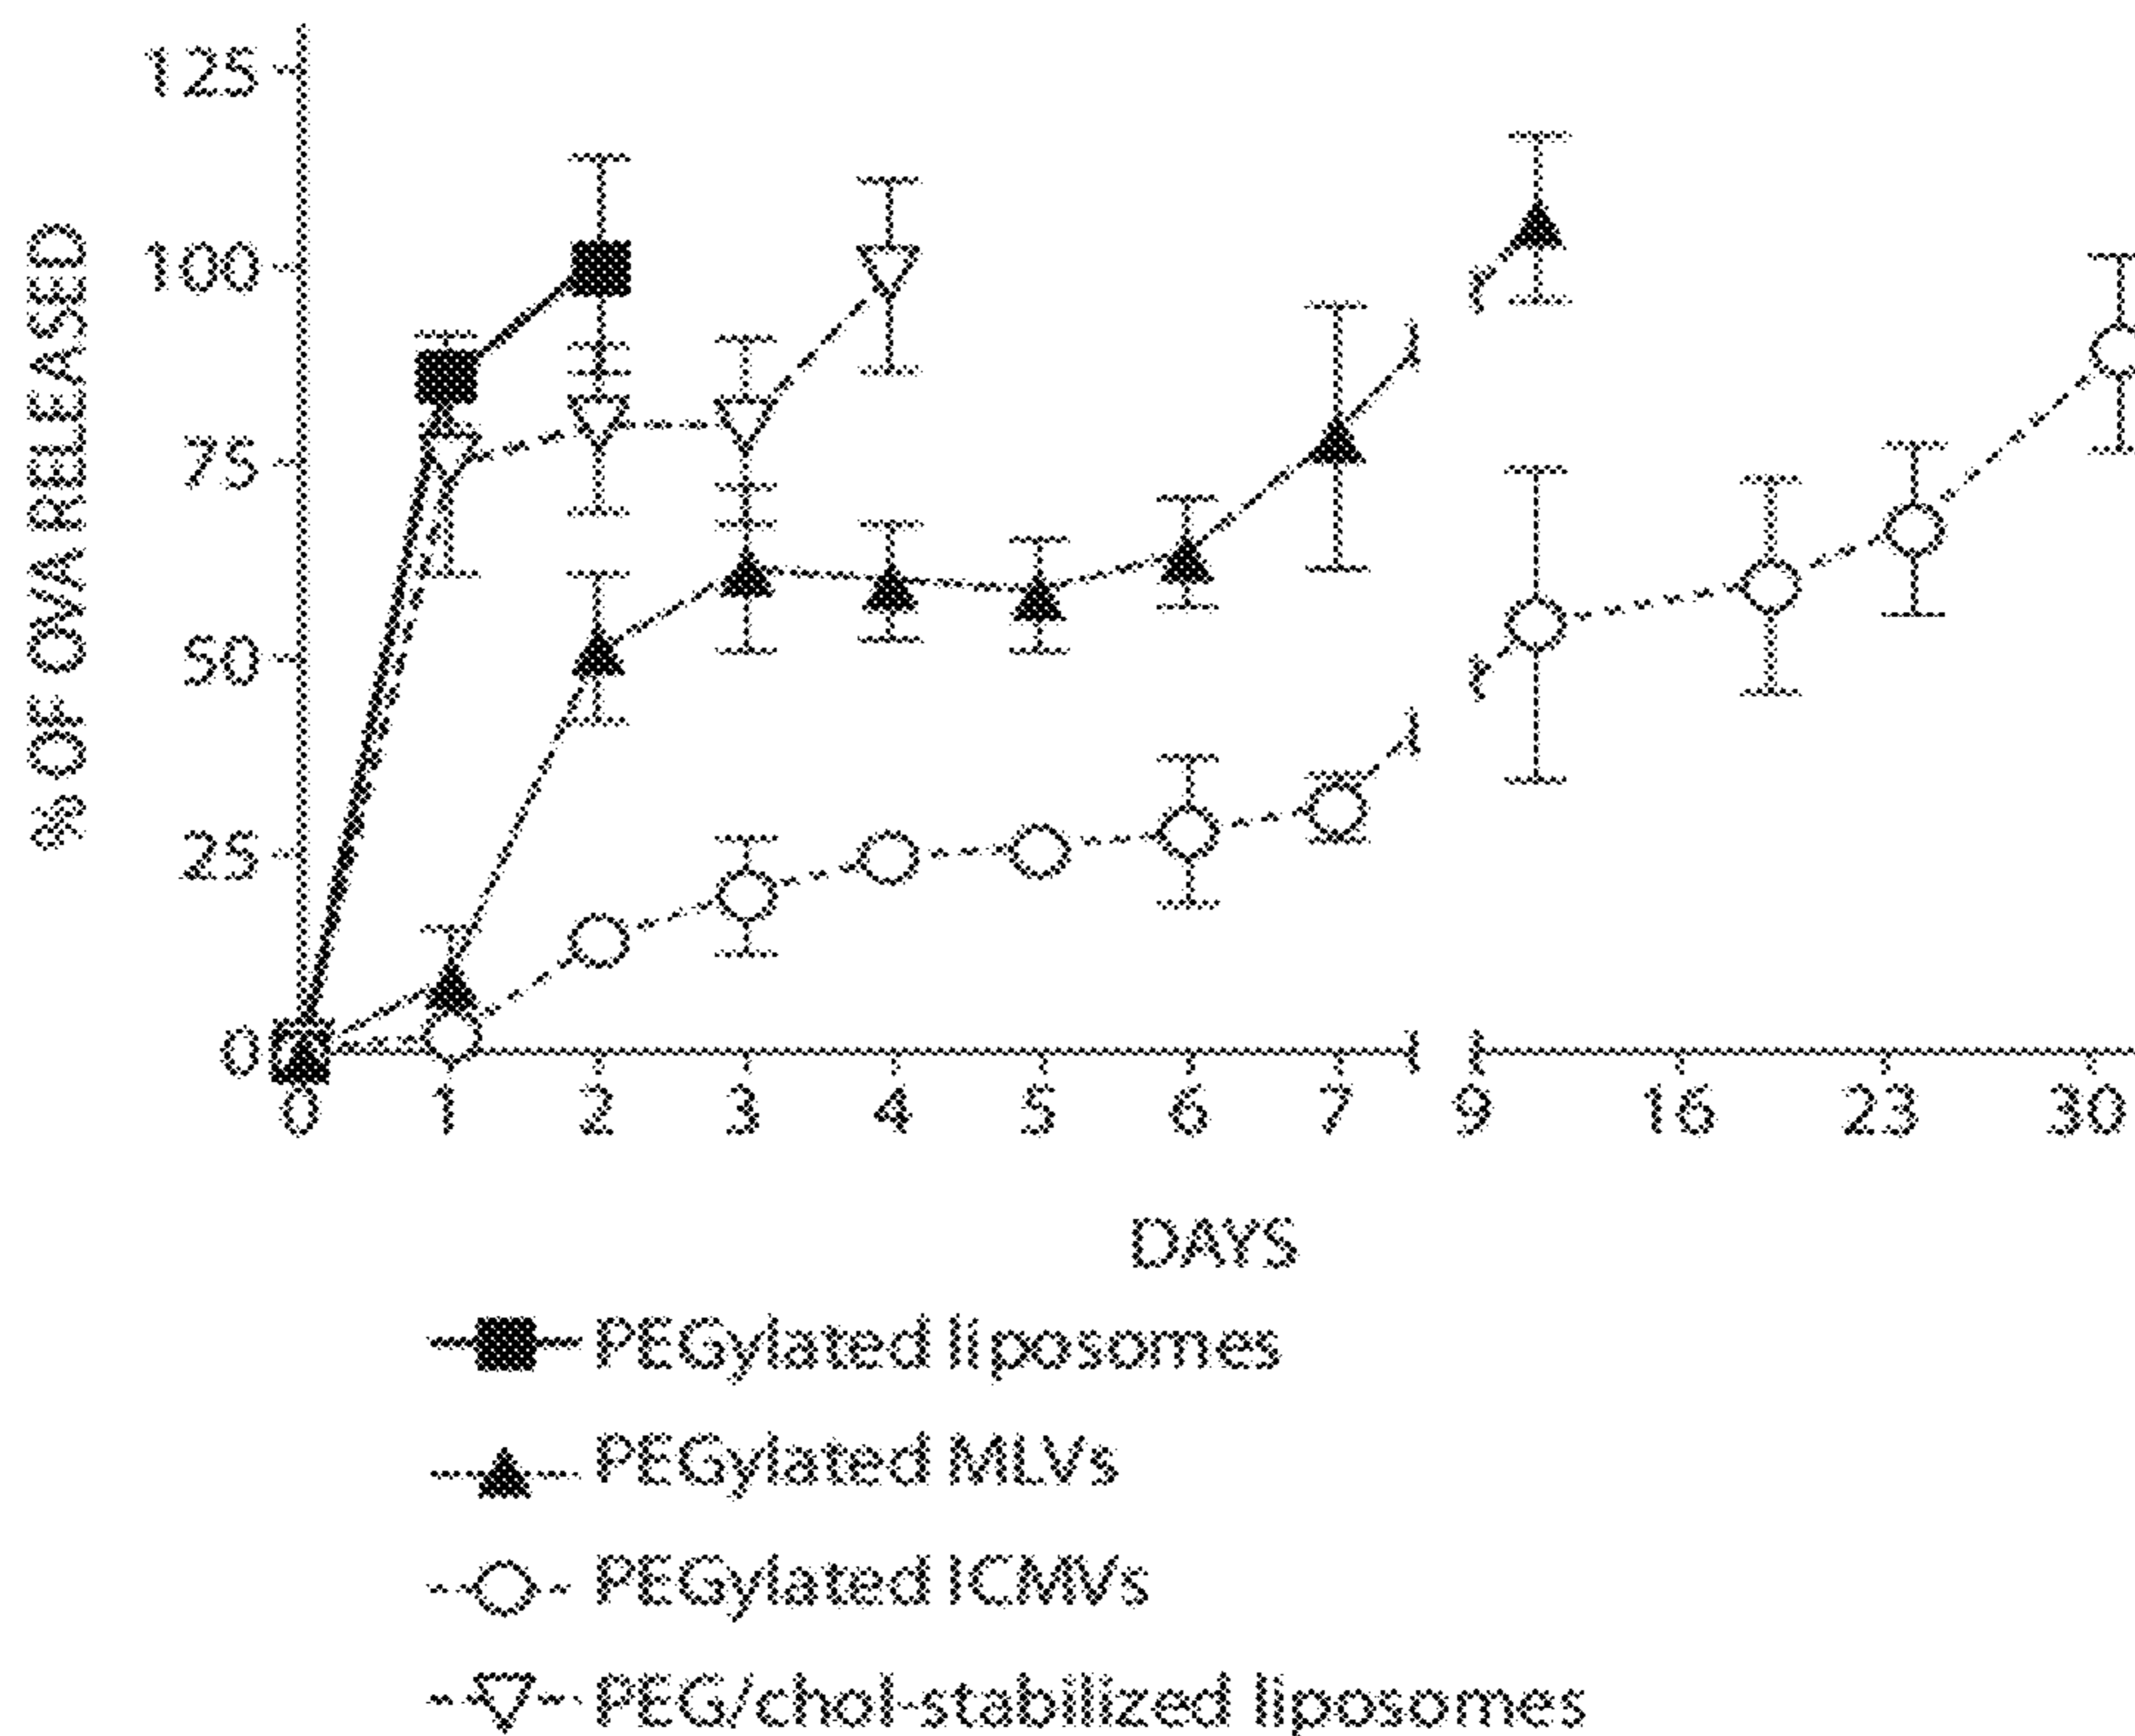 125
100
75
50
25
0
% OF OVA RELEASED
0 1 2 3 4 5 6 7 9 16 23 30
DAYS
PEGylated liposomes
PEGylated MLVs
PEGylated ICMVs
PEG/chol-stabilized liposomes